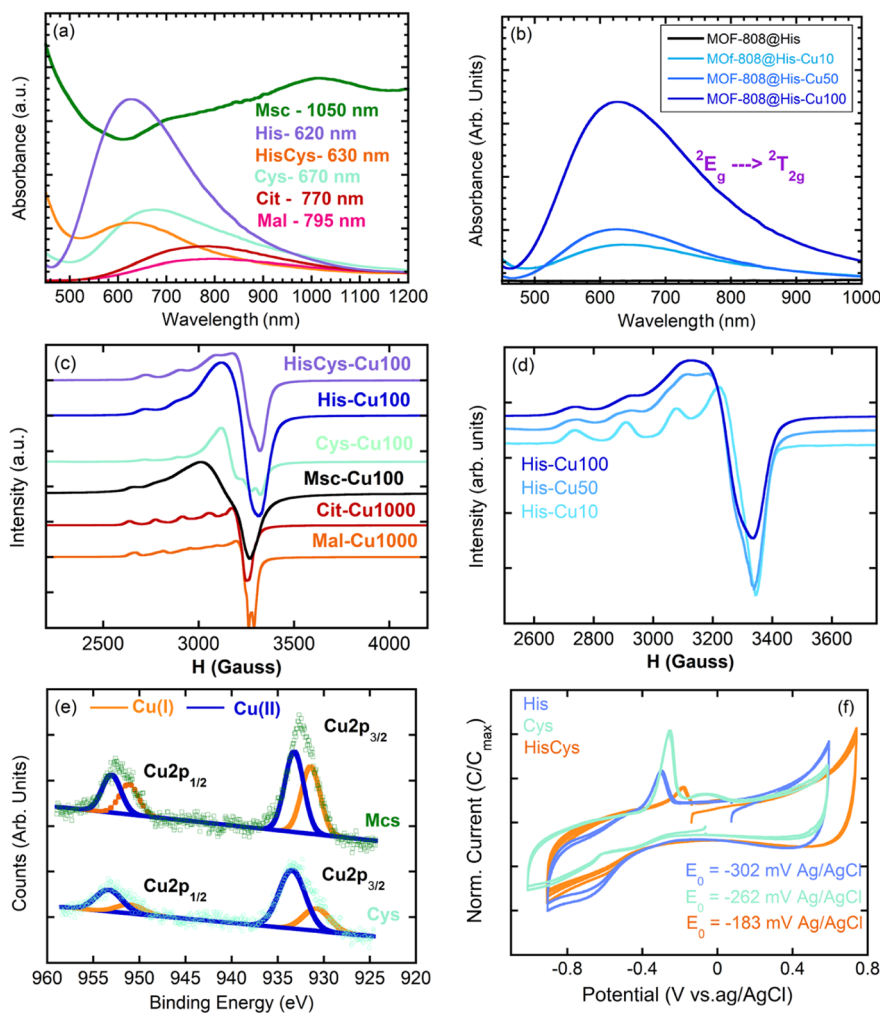 (a)
Msc - 1050 nm
His- 620 nm
HisCys- 630 nm
Cys- 670 nm
Cit - 770 nm
Mal - 795 nm
Absorbance (a.u.)
500 600 700 800 900 1000 1100 1200
Wavelength (nm)
(b)
MOF-808@His
MOf-808@His-Cu10
MOF-808@His-Cu50
MOF-808@His-Cu100
²E_g ---> ²T_2g
Absorbance (Arb. Units)
500 600 700 800 900 1000
Wavelength (nm)
(c)
HisCys-Cu100
His-Cu100
Cys-Cu100
Msc-Cu100
Cit-Cu1000
Mal-Cu1000
Intensity (a.u.)
2500 3000 3500 4000
H (Gauss)
(d)
His-Cu100
His-Cu50
His-Cu10
Intensity (arb. units)
2600 2800 3000 3200 3400 3600
H (Gauss)
(e)
Cu(I) Cu(II)
Cu2p3/2
Cu2p1/2
Mcs
Cu2p1/2 Cu2p3/2
Cys
Counts (Arb. Units)
960 955 950 945 940 935 930 925 920
Binding Energy (eV)
(f)
His
Cys
HisCys
E₀ = -302 mV Ag/AgCl
E₀ = -262 mV Ag/AgCl
E₀ = -183 mV Ag/AgCl
Norm. Current (C/Cmax)
-0.8 -0.4 0 0.4 0.8
Potential (V vs.ag/AgCl)